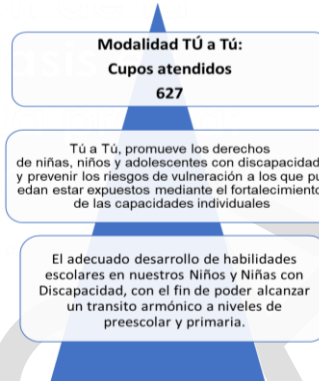 Modalidad TÚ a Tú:
Cupos atendidos
627
Tú a Tú, promueve los derechos
de niñas, niños y adolescentes con discapacidad
y prevenir los riesgos de vulneración a los que pu
edan estar expuestos mediante el fortalecimiento
de las capacidades individuales
El adecuado desarrollo de habilidades
escolares en nuestros Niños y Niñas con
Discapacidad, con el fin de poder alcanzar
un transito armónico a niveles de
preescolar y primaria.